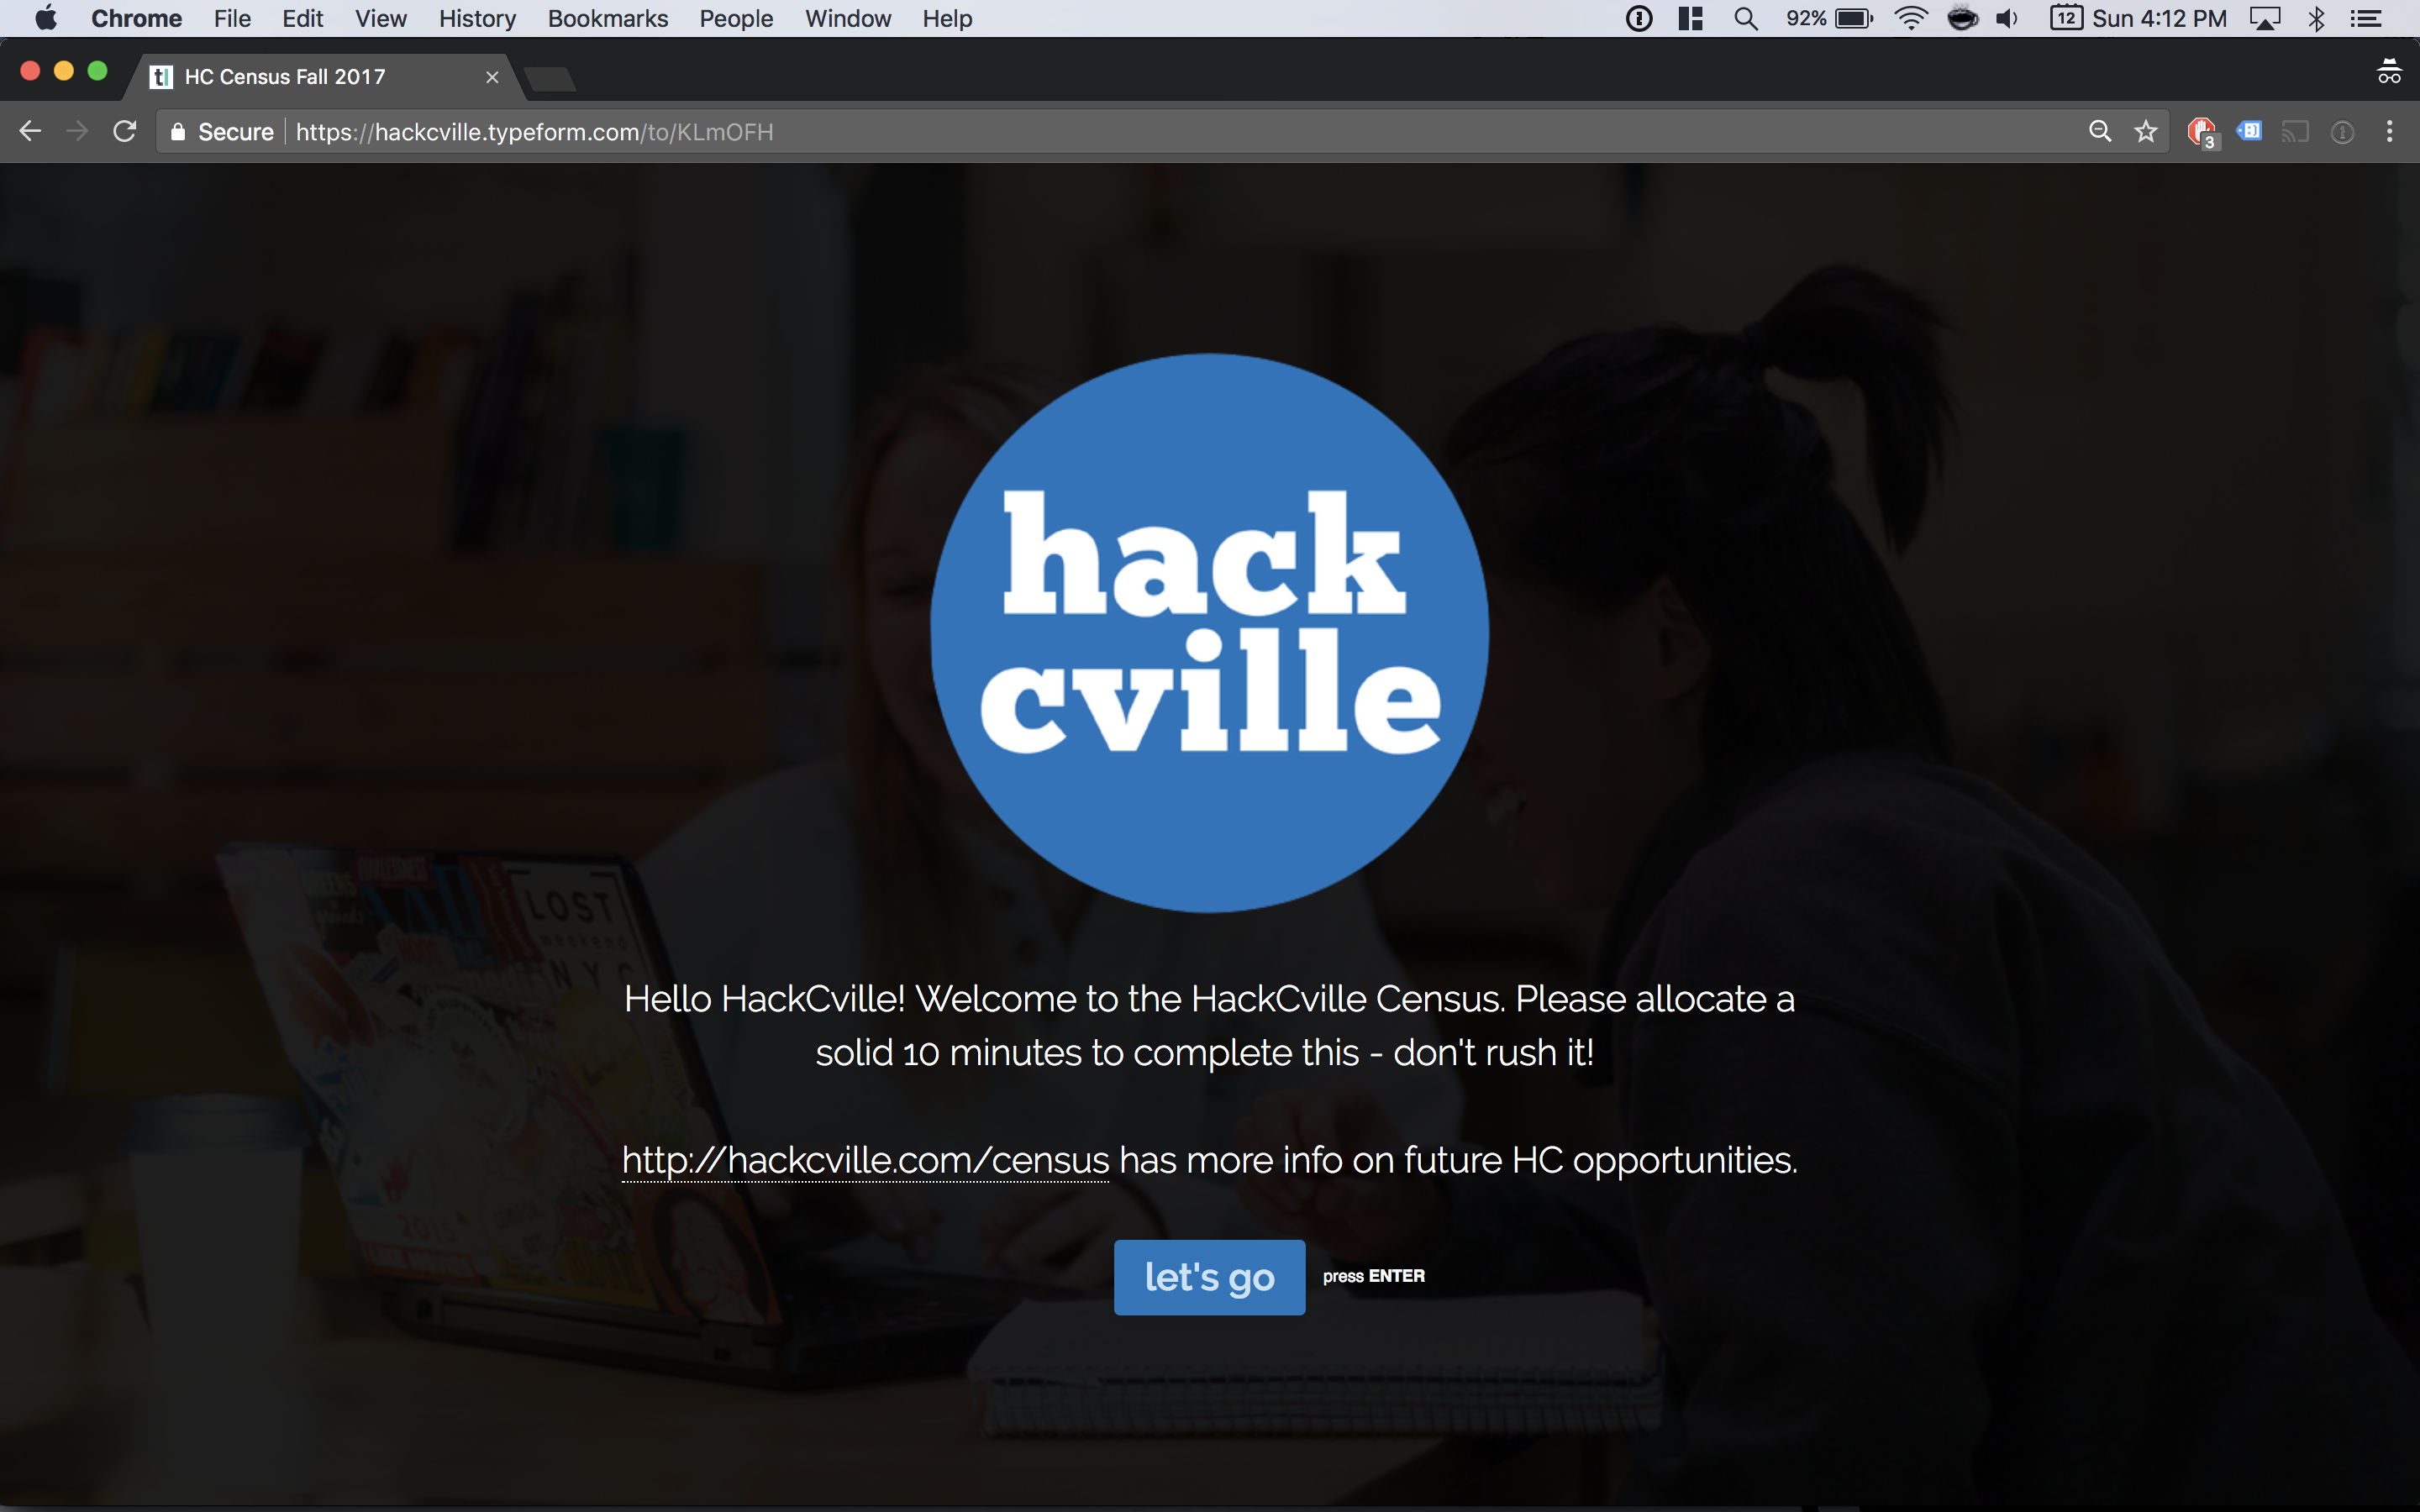 Chrome File Edit View History Bookmarks People Window Help 92% 12 Sun 4:12 PM
HC Census Fall 2017
Secure https://hackcville.typeform.com/to/KLmOFH 3
hack
cville
LOST
weekend
NYC
Hello HackCville! Welcome to the HackCville Census. Please allocate a
solid 10 minutes to complete this - don't rush it!
http://hackcville.com/census has more info on future HC opportunities.
let's go press ENTER